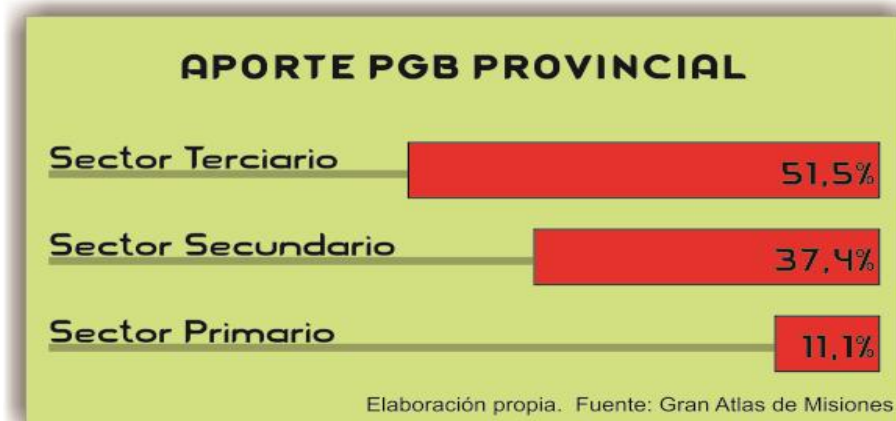 APORTE PGB PROVINCIAL
Sector Terciario
51,5%
Sector Secundario
37,4%
Sector Primario
11,1%
Elaboración propia. Fuente: Gran Atlas de Misiones